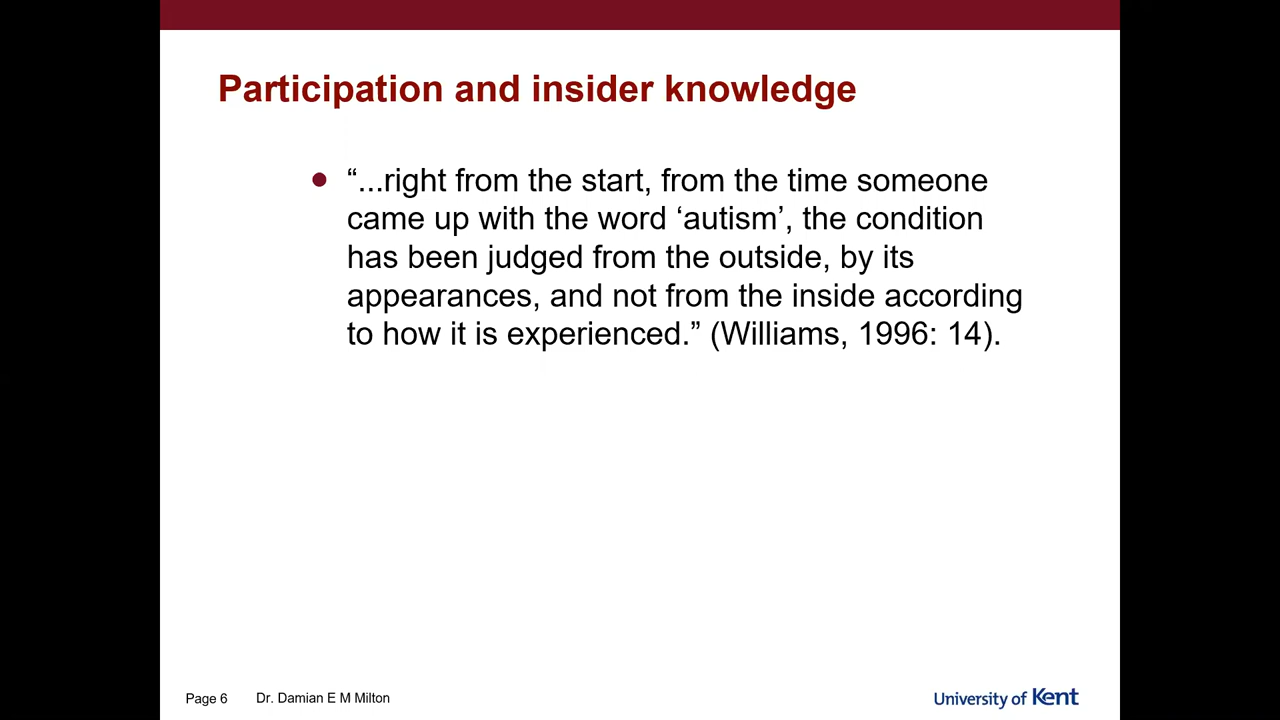 Participation and insider knowledge
• “...right from the start, from the time someone
came up with the word ‘autism’, the condition
has been judged from the outside, by its
appearances, and not from the inside according
to how it is experienced.” (Williams, 1996: 14).
Page 6 Dr. Damian E M Milton
University of Kent